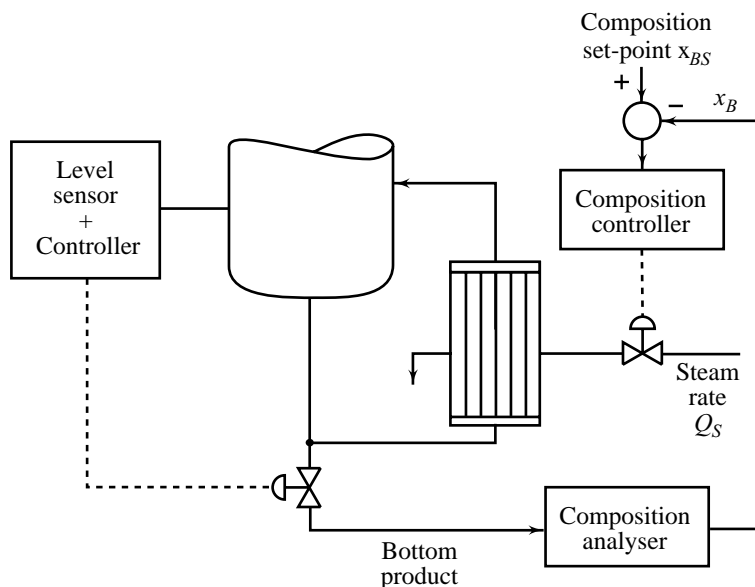 Composition
set-point x_BS
+
−
x_B
Level
sensor
+
Controller
Composition
controller
Steam
rate
Q_S
Composition
analyser
Bottom
product